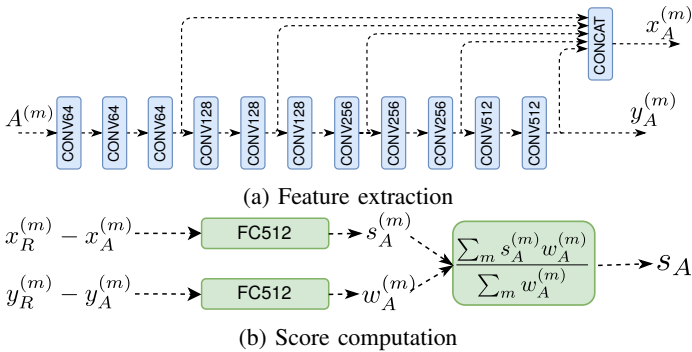 A^{(m)}
CONV64
CONV64
CONV64
CONV128
CONV128
CONV128
CONV256
CONV256
CONV256
CONV512
CONV512
CONCAT
x_A^{(m)}
y_A^{(m)}
(a) Feature extraction
x_R^{(m)} − x_A^{(m)}
FC512
s_A^{(m)}
y_R^{(m)} − y_A^{(m)}
FC512
w_A^{(m)}
∑_m s_A^{(m)} w_A^{(m)}
∑_m w_A^{(m)}
s_A
(b) Score computation